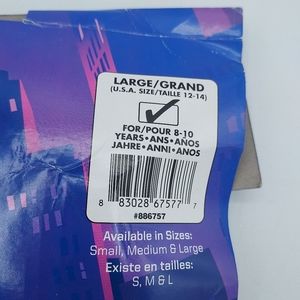 LARGE/GRAND
(U.S.A. SIZE/TAILLE 12-14)
FOR/POUR 8-10
YEARS•ANS•AÑOS
JAHRE•ANNI•ANOS
8 83028 67577 7
#886757
Available in Sizes:
Small, Medium & Large
Existe en tailles:
S, M & L